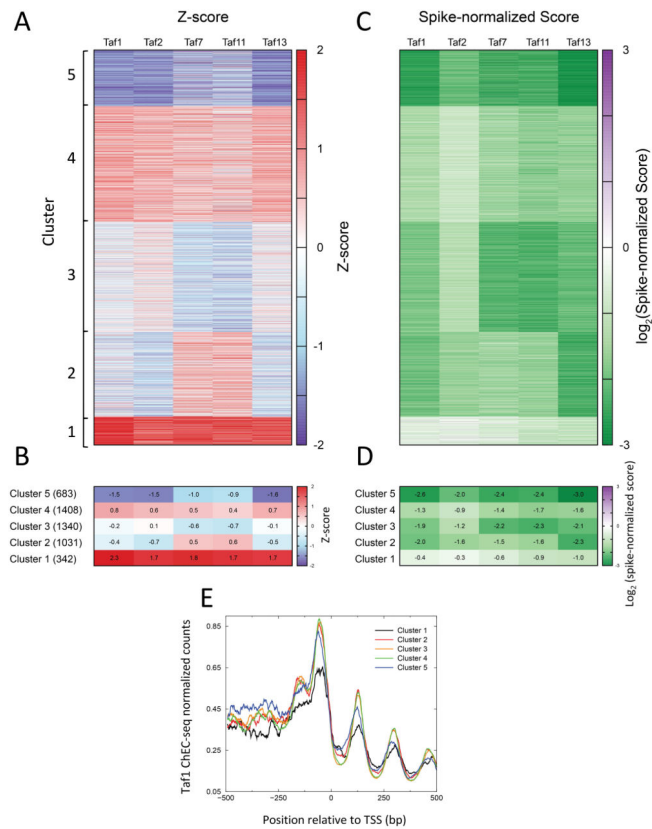 A
Z-score
Taf1 Taf2 Taf7 Taf11 Taf13
Cluster
5
4
3
2
1
2
1
0
-1
-2
Z-score
C
Spike-normalized Score
Taf1 Taf2 Taf7 Taf11 Taf13
3
0
-3
log2(Spike-normalized Score)
B
Cluster 5 (683) -1.5 -1.5 -1.0 -0.9 -1.6
Cluster 4 (1408) 0.8 0.6 0.5 0.4 0.7
Cluster 3 (1340) -0.2 0.1 -0.6 -0.7 -0.1
Cluster 2 (1031) -0.4 -0.7 0.5 0.6 -0.5
Cluster 1 (342) 2.3 1.7 1.8 1.7 1.7
2
1
0
-1
-2
Z-score
D
Cluster 5 -2.6 -2.0 -2.4 -2.4 -3.0
Cluster 4 -1.3 -0.9 -1.4 -1.7 -1.6
Cluster 3 -1.9 -1.2 -2.2 -2.3 -2.1
Cluster 2 -2.0 -1.6 -1.5 -1.6 -2.3
Cluster 1 -0.4 -0.3 -0.6 -0.9 -1.0
3
0
-3
Log2 (spike-normalized score)
E
Taf1 ChEC-seq normalized counts
0.85
0.65
0.45
0.25
0.05
Cluster 1
Cluster 2
Cluster 3
Cluster 4
Cluster 5
-500 -250 0 250 500
Position relative to TSS (bp)